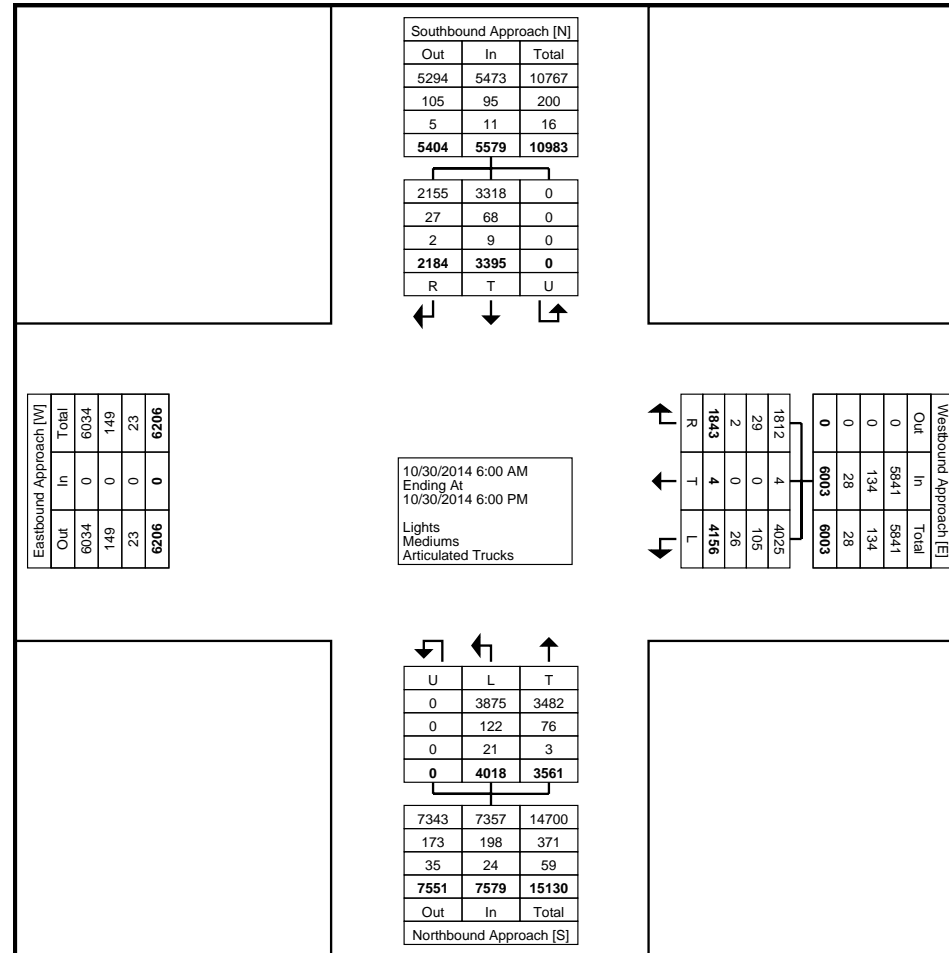 Southbound Approach [N]
Out In Total
5294 5473 10767
105 95 200
5 11 16
5404 5579 10983
2155 3318 0
27 68 0
2 9 0
2184 3395 0
R T U
Eastbound Approach [W]
Out In Total
6034 0 6034
149 0 149
23 0 23
6206 0 6206
10/30/2014 6:00 AM
Ending At
10/30/2014 6:00 PM
Lights
Mediums
Articulated Trucks
Westbound Approach [E]
Out In Total
0 5841 5841
0 134 134
0 28 28
0 6003 6003
1812 4 4025
29 0 105
2 0 26
1843 4 4156
R T L
U L T
0 3875 3482
0 122 76
0 21 3
0 4018 3561
7343 7357 14700
173 198 371
35 24 59
7551 7579 15130
Out In Total
Northbound Approach [S]